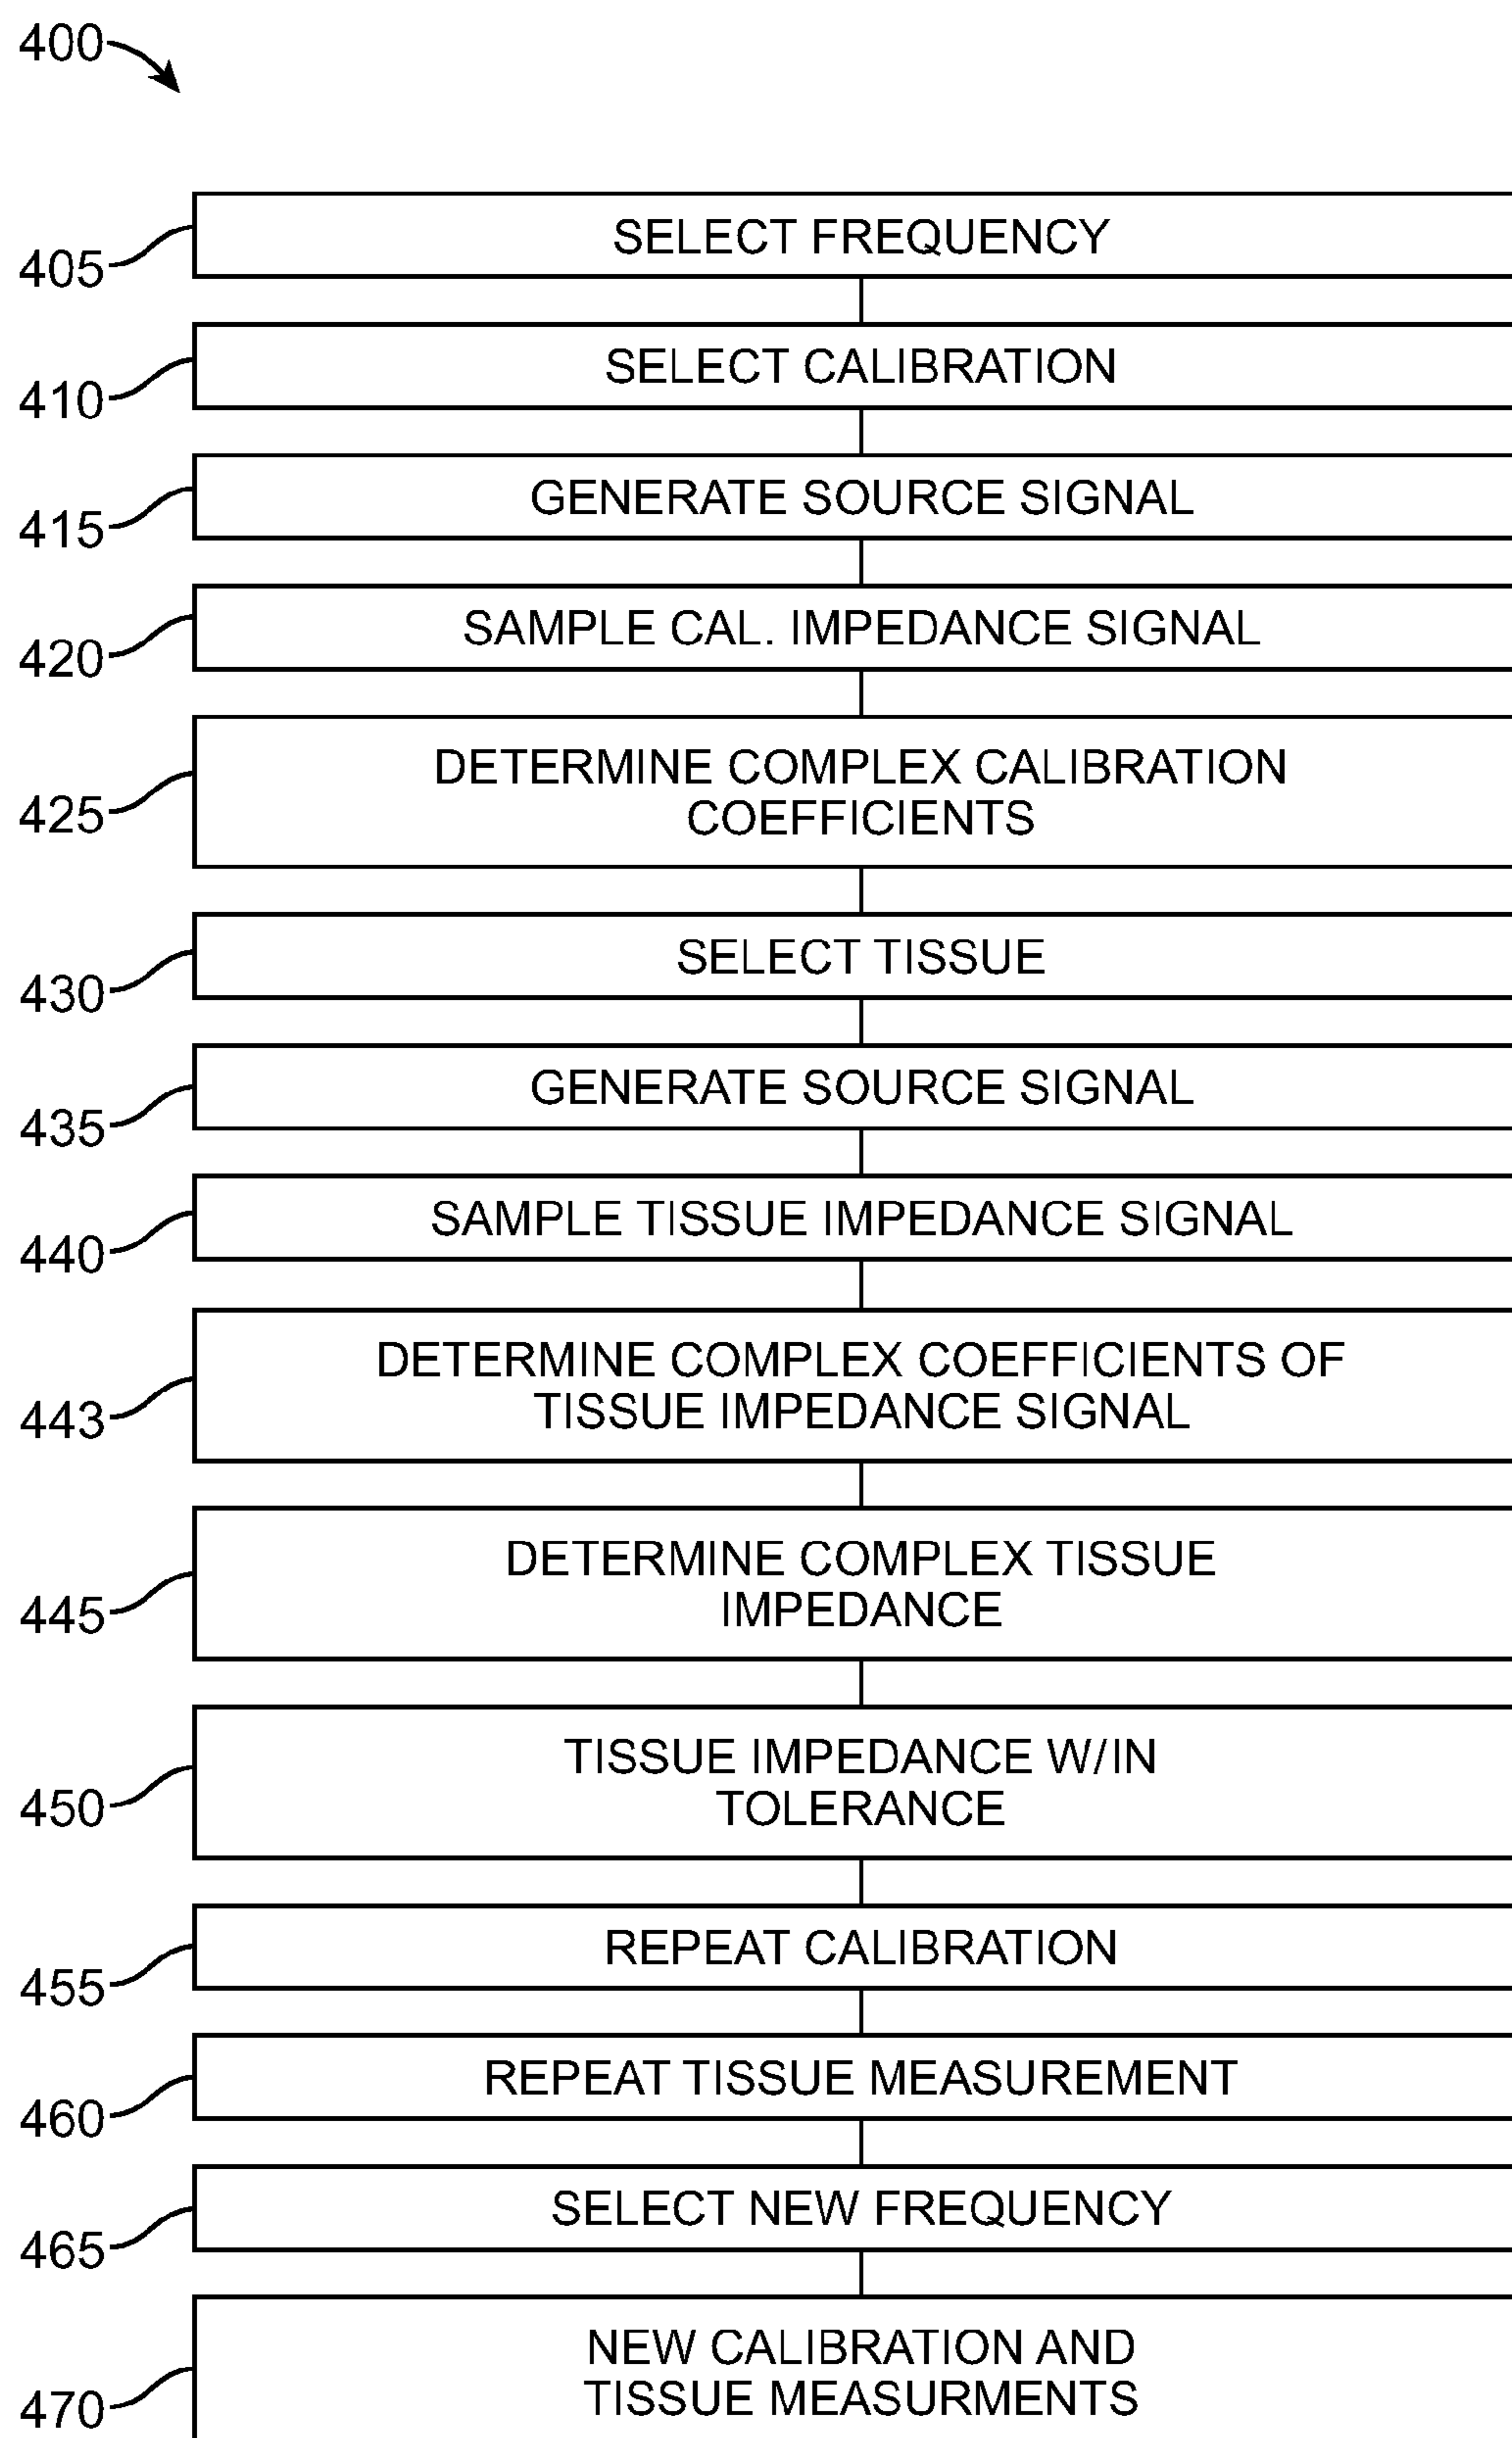 400
SELECT FREQUENCY
405
SELECT CALIBRATION
410
GENERATE SOURCE SIGNAL
415
SAMPLE CAL. IMPEDANCE SIGNAL
420
DETERMINE COMPLEX CALIBRATION
COEFFICIENTS
425
SELECT TISSUE
430
GENERATE SOURCE SIGNAL
435
SAMPLE TISSUE IMPEDANCE SIGNAL
440
DETERMINE COMPLEX COEFFICIENTS OF
TISSUE IMPEDANCE SIGNAL
443
DETERMINE COMPLEX TISSUE
IMPEDANCE
445
TISSUE IMPEDANCE W/IN
TOLERANCE
450
REPEAT CALIBRATION
455
REPEAT TISSUE MEASUREMENT
460
SELECT NEW FREQUENCY
465
NEW CALIBRATION AND
TISSUE MEASURMENTS
470